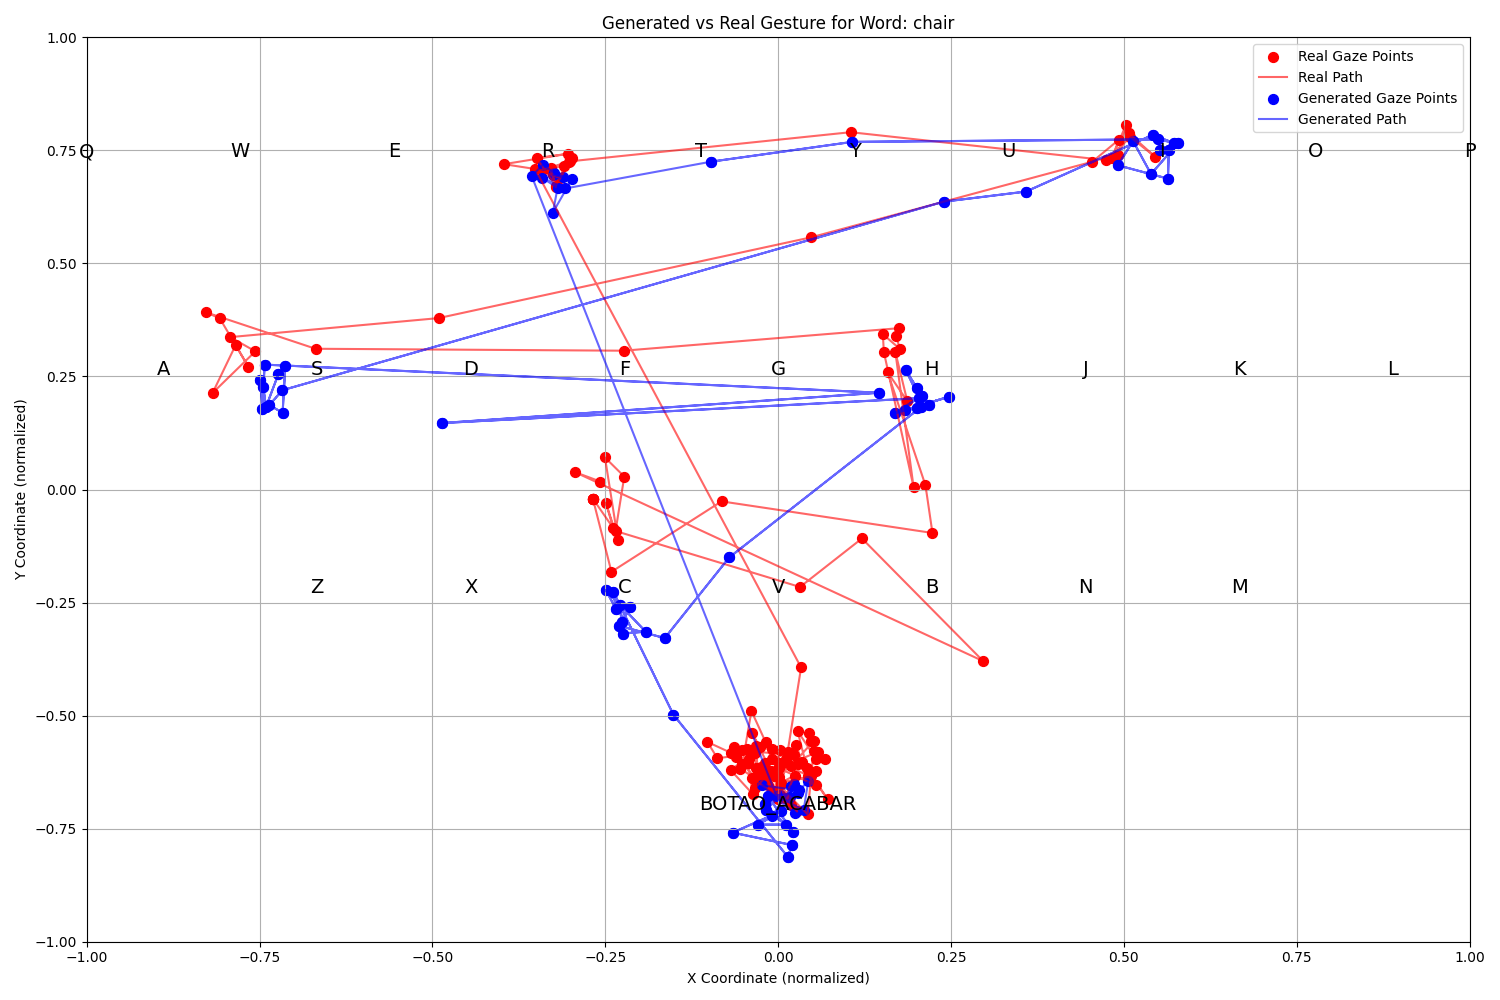 Generated vs Real Gesture for Word: chair
1.00
Real Gaze Points
Real Path
Generated Gaze Points
Generated Path
0.75
Q W E R T Y U O P
0.50
0.25
A S D F G H J K L
0.00
Y Coordinate (normalized)
−0.25
Z X C V B N M
−0.50
BOTAO_ACABAR
−0.75
−1.00
−1.00 −0.75 −0.50 −0.25 0.00 0.25 0.50 0.75 1.00
X Coordinate (normalized)